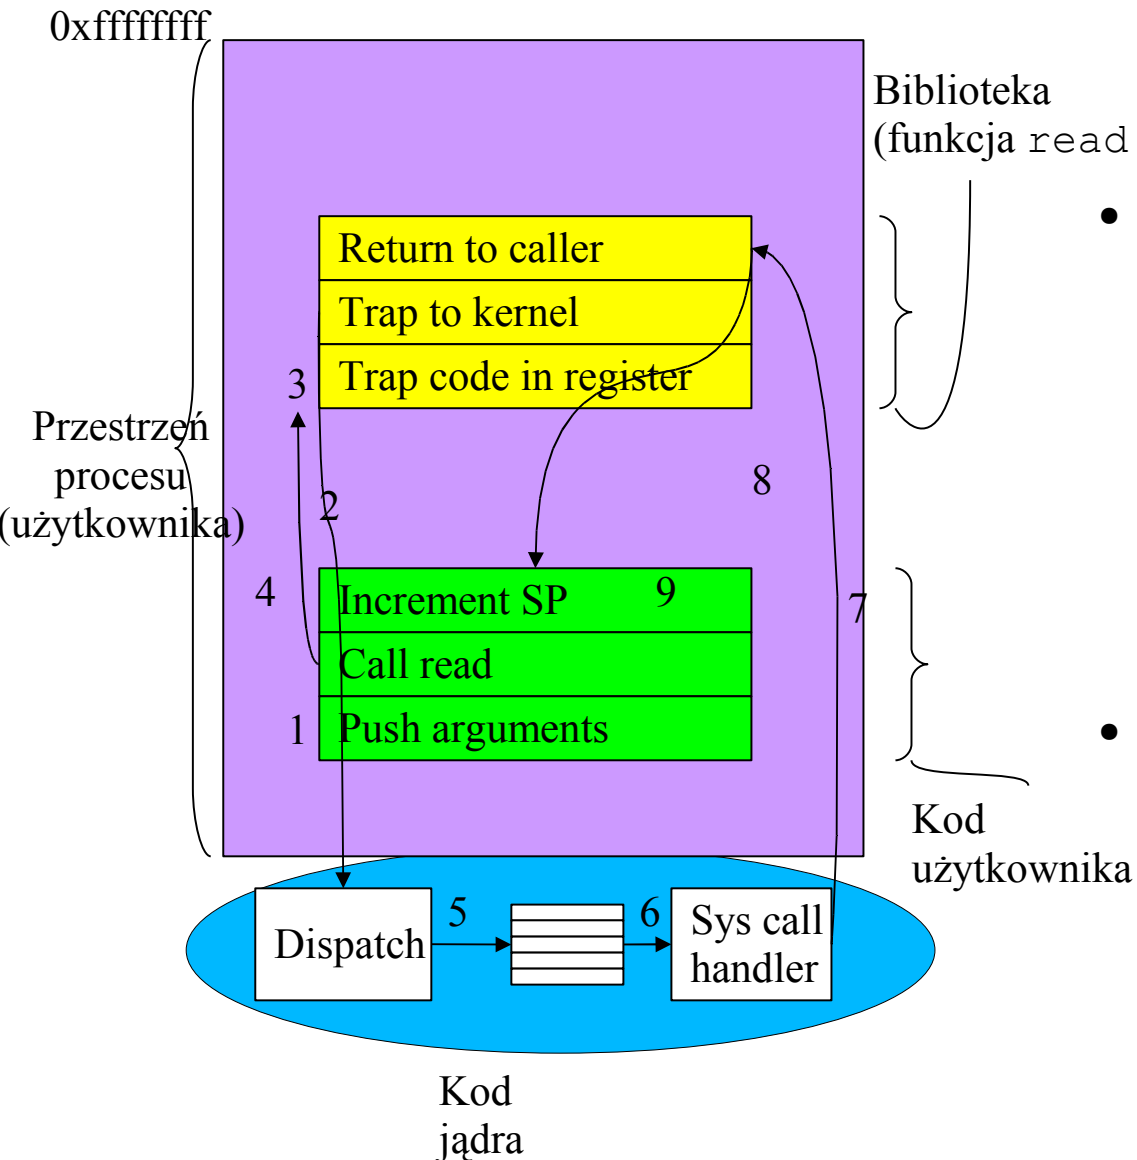 0xffffffff
Biblioteka
(funkcja read
•
Return to caller
Trap to kernel
3
Trap code in register
Przestrzeń
procesu
(użytkownika)
2
8
4
Increment SP
9
7
Call read
1
Push arguments
•
Kod
użytkownika
5
6
Dispatch
Sys call
handler
Kod
jądra